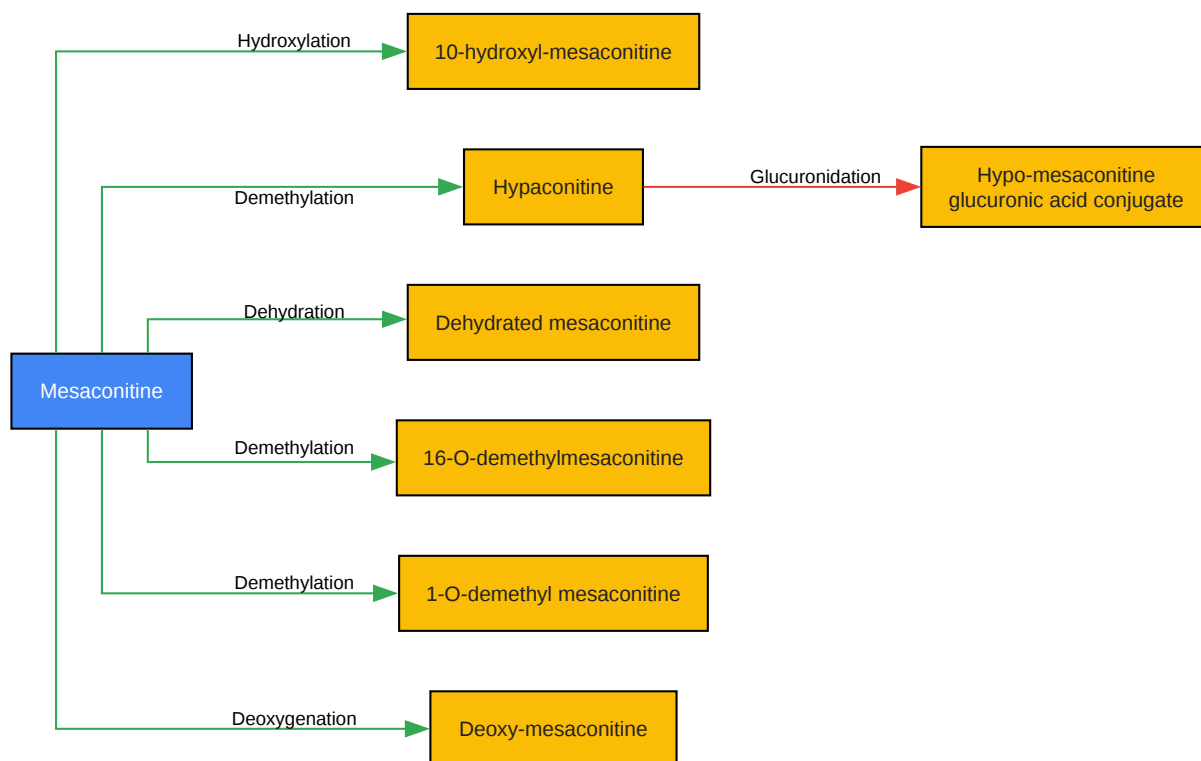 Hydroxylation
10-hydroxyl-mesaconitine
Demethylation
Hypaconitine
Glucuronidation
Hypo-mesaconitine
glucuronic acid conjugate
Dehydration
Dehydrated mesaconitine
Mesaconitine
Demethylation
16-O-demethylmesaconitine
Demethylation
1-O-demethyl mesaconitine
Deoxygenation
Deoxy-mesaconitine